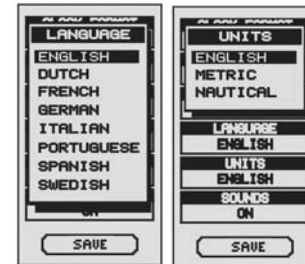 LANGUAGE
ENGLISH
DUTCH
FRENCH
GERMAN
ITALIAN
PORTUGUESE
SPANISH
SWEDISH
SAVE
UNITS
ENGLISH
METRIC
NAUTICAL
LANGUAGE
ENGLISH
UNITS
ENGLISH
SOUNDS
ON
SAVE